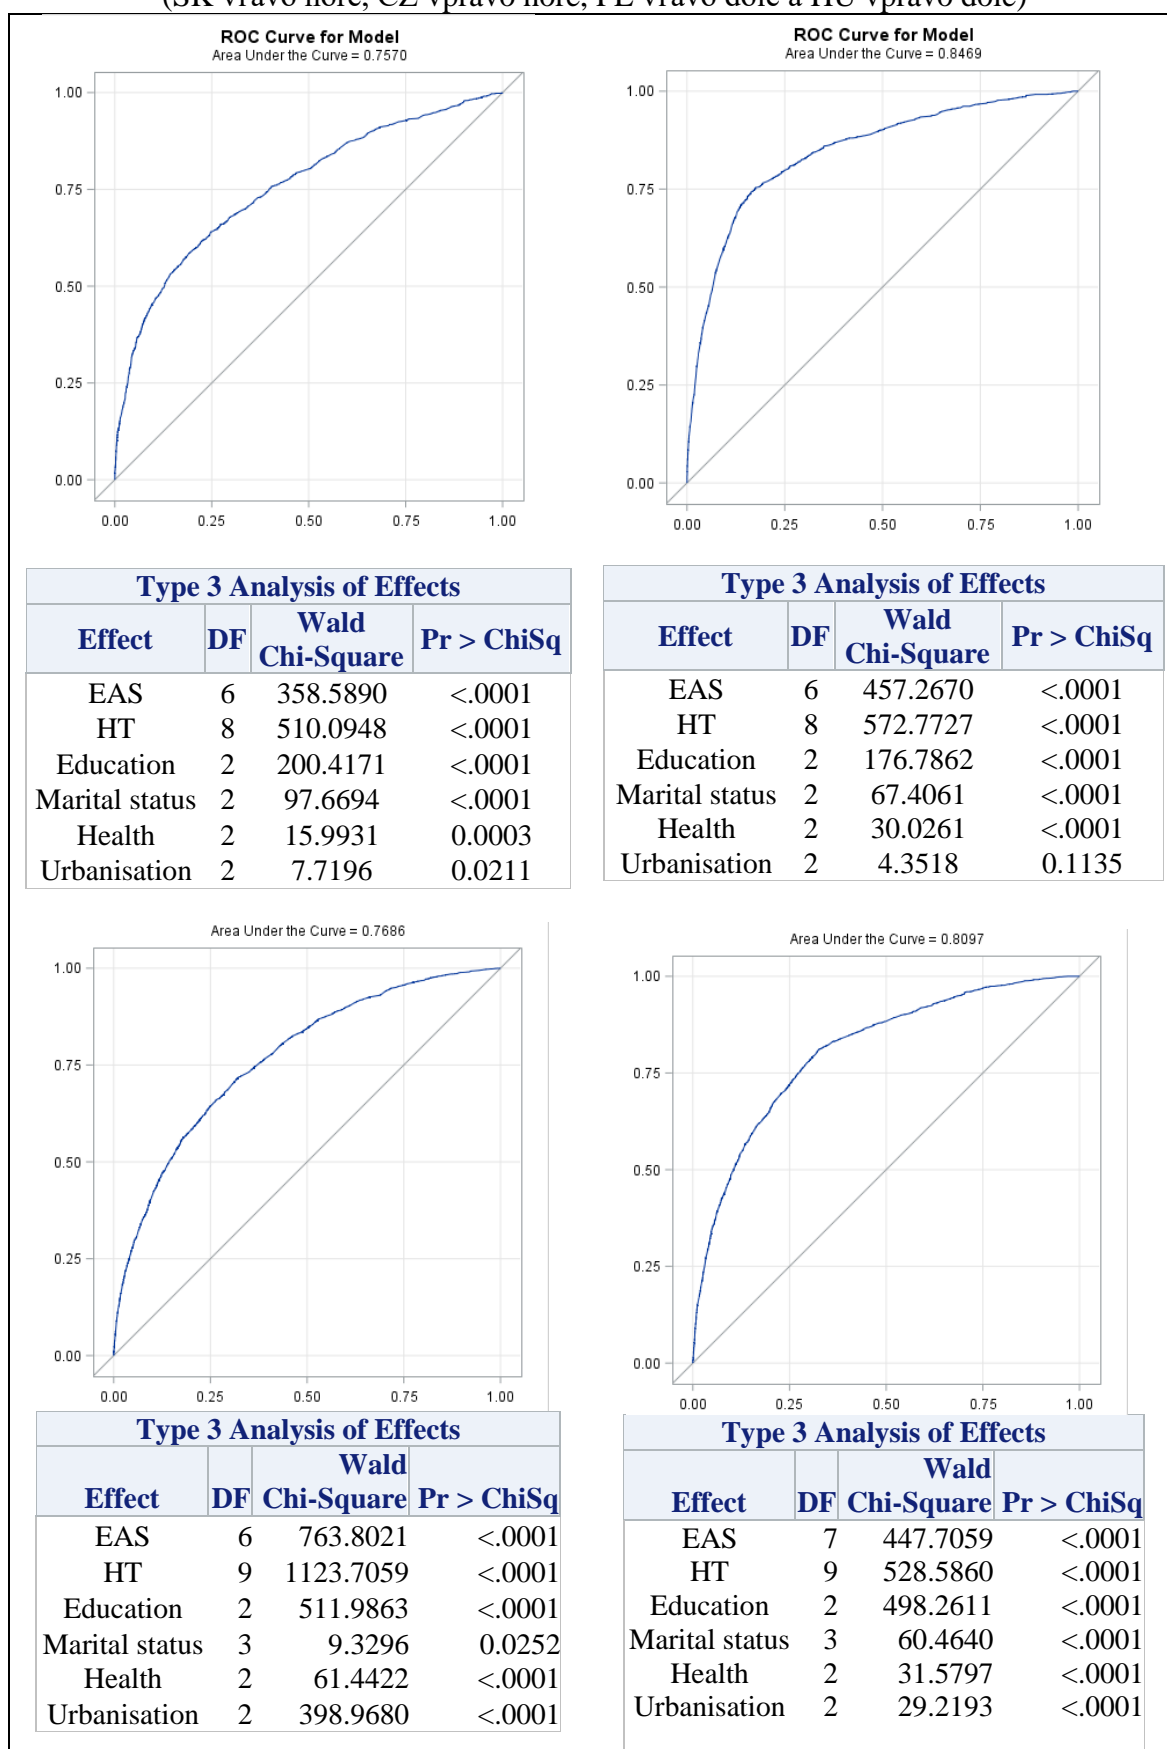 (SK vľavo hore, CZ vpravo hore, PL vľavo dole a HU vpravo dole)
ROC Curve for Model
Area Under the Curve = 0.7570
1.00
0.75
0.50
0.25
0.00
0.00 0.25 0.50 0.75 1.00
ROC Curve for Model
Area Under the Curve = 0.8469
1.00
0.75
0.50
0.25
0.00
0.00 0.25 0.50 0.75 1.00
Type 3 Analysis of Effects
Effect DF Wald Chi-Square Pr > ChiSq
EAS 6 358.5890 <.0001
HT 8 510.0948 <.0001
Education 2 200.4171 <.0001
Marital status 2 97.6694 <.0001
Health 2 15.9931 0.0003
Urbanisation 2 7.7196 0.0211
Type 3 Analysis of Effects
Effect DF Wald Chi-Square Pr > ChiSq
EAS 6 457.2670 <.0001
HT 8 572.7727 <.0001
Education 2 176.7862 <.0001
Marital status 2 67.4061 <.0001
Health 2 30.0261 <.0001
Urbanisation 2 4.3518 0.1135
Area Under the Curve = 0.7686
1.00
0.75
0.50
0.25
0.00
0.00 0.25 0.50 0.75 1.00
Area Under the Curve = 0.8097
1.00
0.75
0.50
0.25
0.00
0.00 0.25 0.50 0.75 1.00
Type 3 Analysis of Effects
Effect DF Wald Chi-Square Pr > ChiSq
EAS 6 763.8021 <.0001
HT 9 1123.7059 <.0001
Education 2 511.9863 <.0001
Marital status 3 9.3296 0.0252
Health 2 61.4422 <.0001
Urbanisation 2 398.9680 <.0001
Type 3 Analysis of Effects
Effect DF Wald Chi-Square Pr > ChiSq
EAS 7 447.7059 <.0001
HT 9 528.5860 <.0001
Education 2 498.2611 <.0001
Marital status 3 60.4640 <.0001
Health 2 31.5797 <.0001
Urbanisation 2 29.2193 <.0001